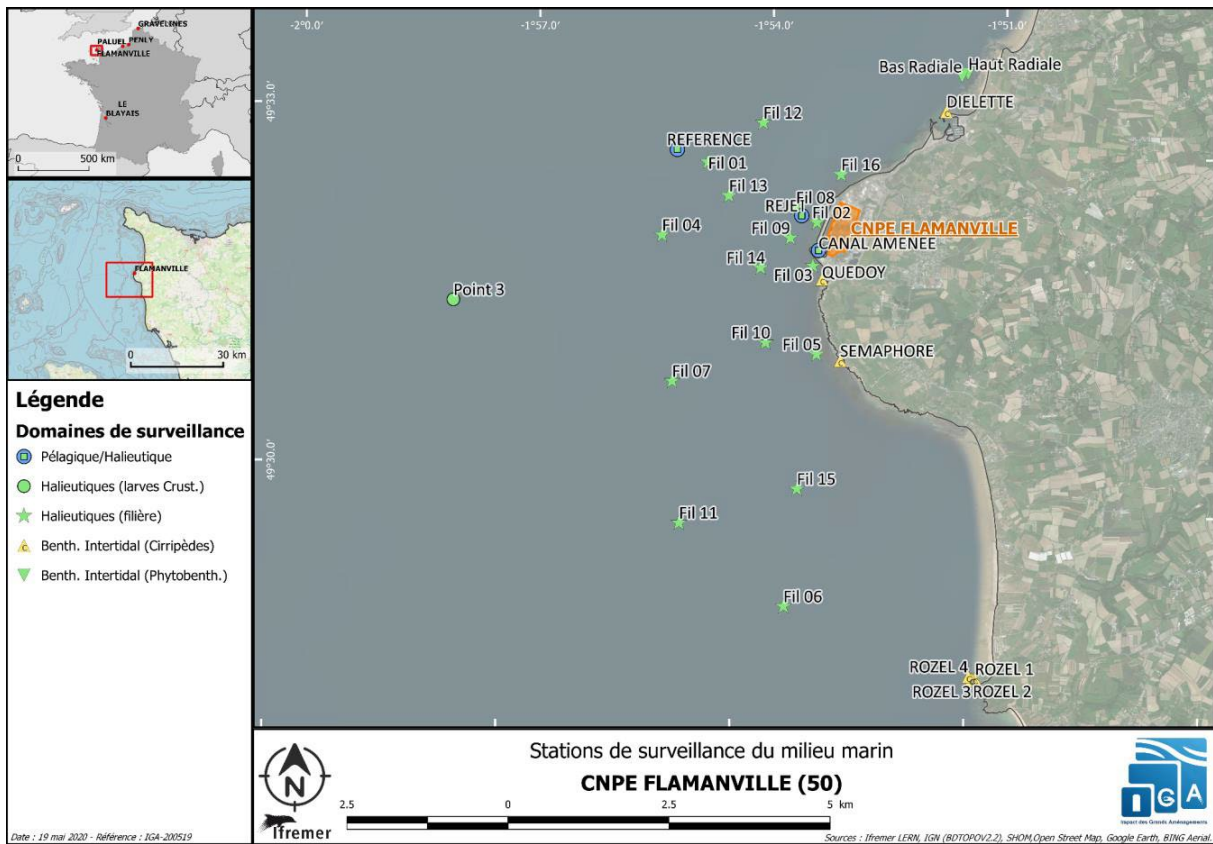 GRAVELINES
PALUEL
PENLY
FLAMANVILLE
LE
BLAYAIS
0 500 km
FLAMANVILLE
0 30 km
Légende
Domaines de surveillance
Pélagique/Halieutique
Halieutiques (larves Crust.)
Halieutiques (filière)
C Benth. Intertidal (Cirripèdes)
Benth. Intertidal (Phytobenth.)
Date : 19 mai 2020 - Référence : IGA-200519
-2°0.0' -1°57.0' -1°54.0' -1°51.0'
49°33.0'
49°30.0'
Bas Radiale Haut Radiale
DIELETTE
Fil 12
REFERENCE
Fil 01
Fil 16
Fil 13
Fil 08
REJET
Fil 02
Fil 04
Fil 09
CNPE FLAMANVILLE
CANAL AMENEE
Fil 14
Fil 03
QUEDOY
Point 3
Fil 10
Fil 05
SEMAPHORE
Fil 07
Fil 15
Fil 11
Fil 06
ROZEL 4 ROZEL 1
ROZEL 3 ROZEL 2
Stations de surveillance du milieu marin
CNPE FLAMANVILLE (50)
N
2.5 0 2.5 5 km
Ifremer
IGA
Impact des Grands Aménagements
Sources : Ifremer LERN, IGN (BDTOPOV2.2), SHOM,Open Street Map, Google Earth, BING Aerial.